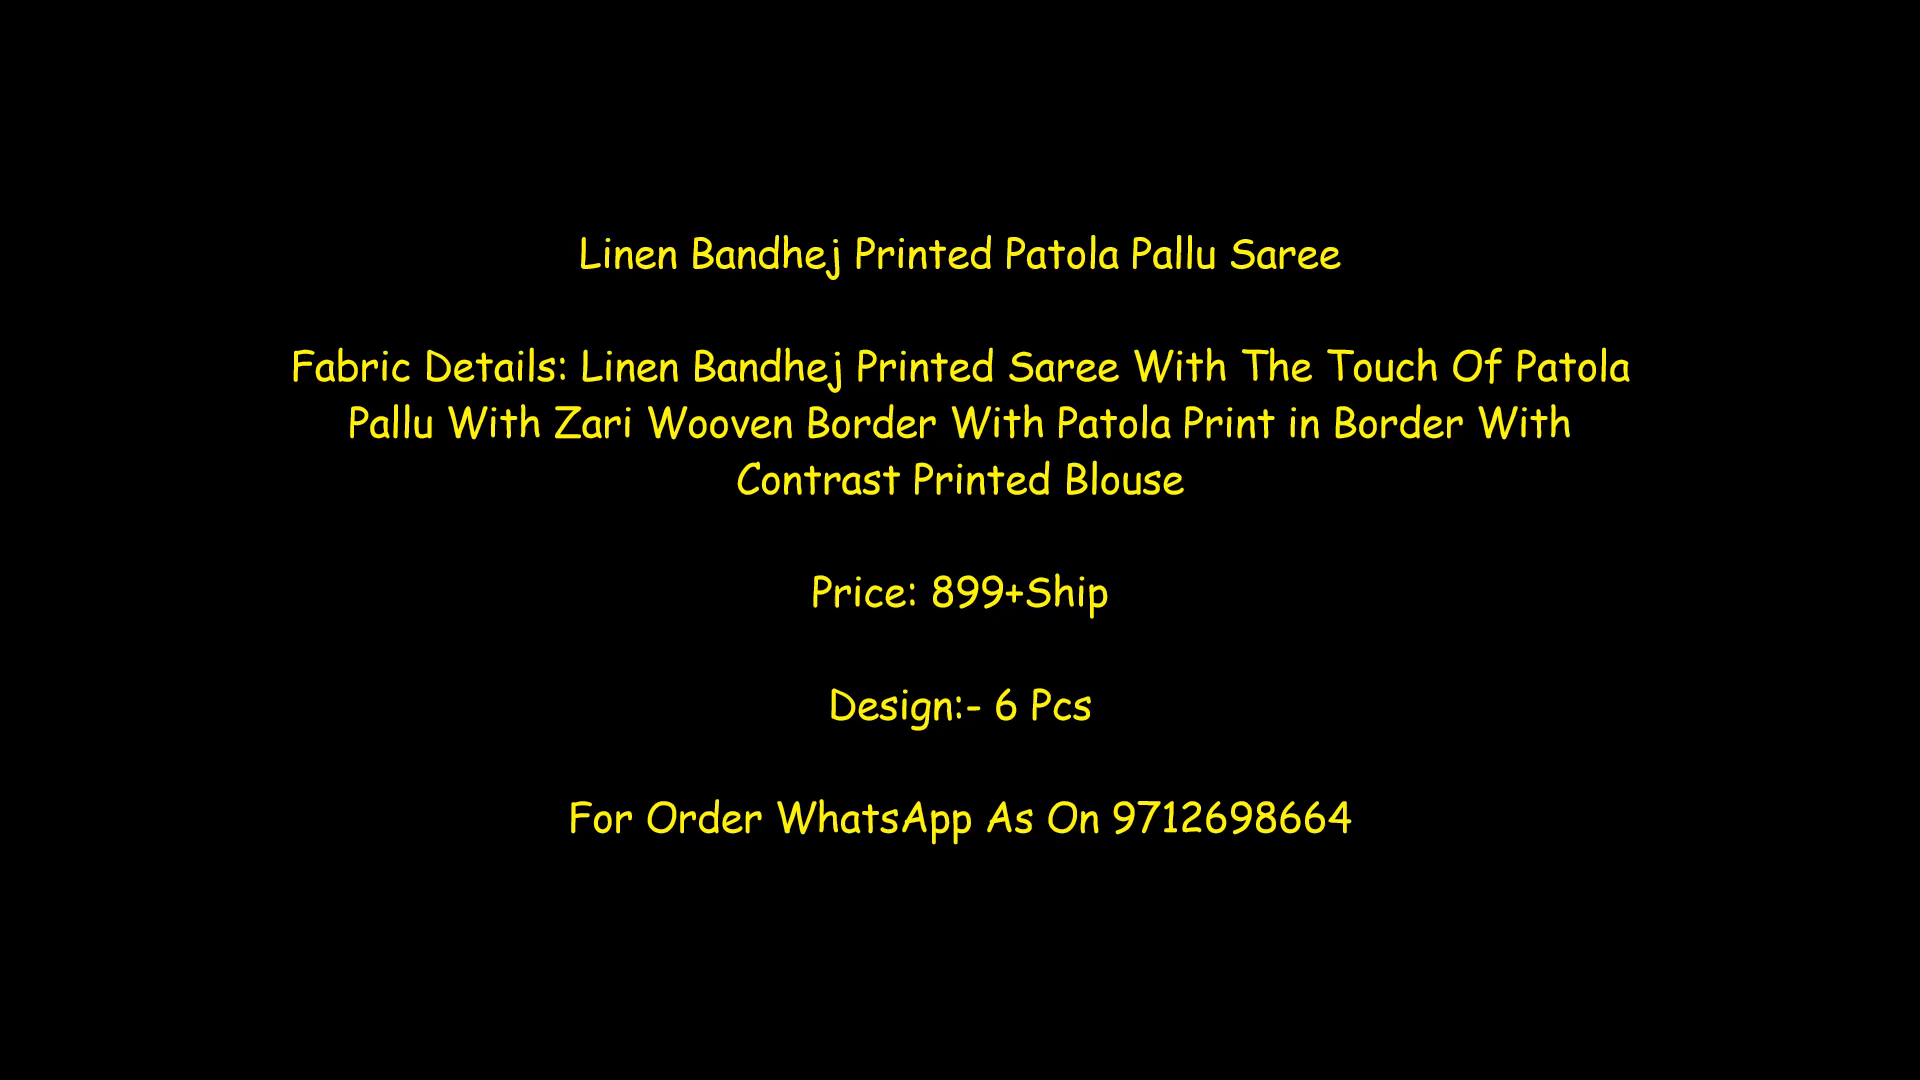 Linen Bandhej Printed Patola Pallu Saree
Fabric Details: Linen Bandhej Printed Saree With The Touch Of Patola
Pallu With Zari Wooven Border With Patola Print in Border With
Contrast Printed Blouse
Price: 899+Ship
Design:- 6 Pcs
For Order WhatsApp As On 9712698664